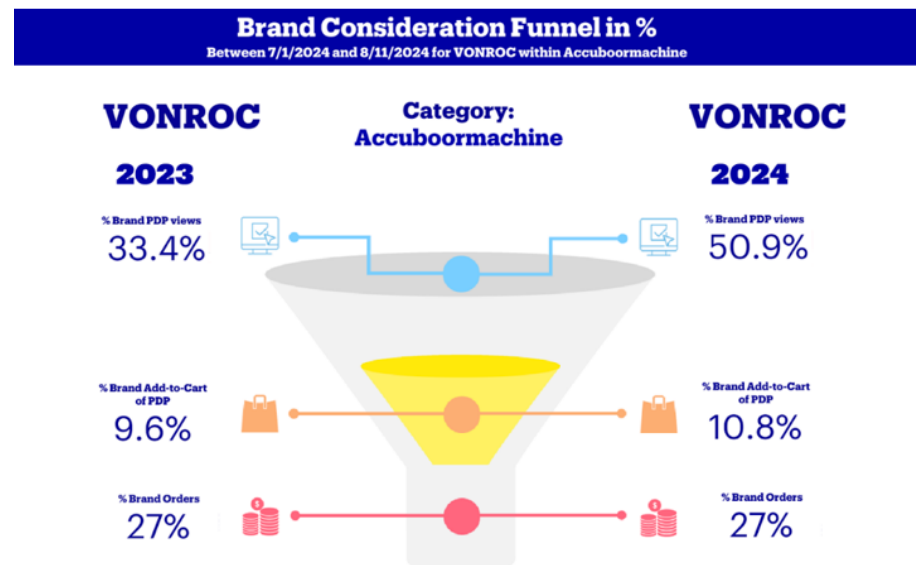 Brand Consideration Funnel in %
Between 7/1/2024 and 8/11/2024 for VONROC within Accuboormachine
VONROC
2023
Category:
Accuboormachine
VONROC
2024
% Brand PDP views
33.4%
% Brand PDP views
50.9%
% Brand Add-to-Cart
of PDP
9.6%
% Brand Add-to-Cart
of PDP
10.8%
% Brand Orders
27%
$
$
% Brand Orders
27%